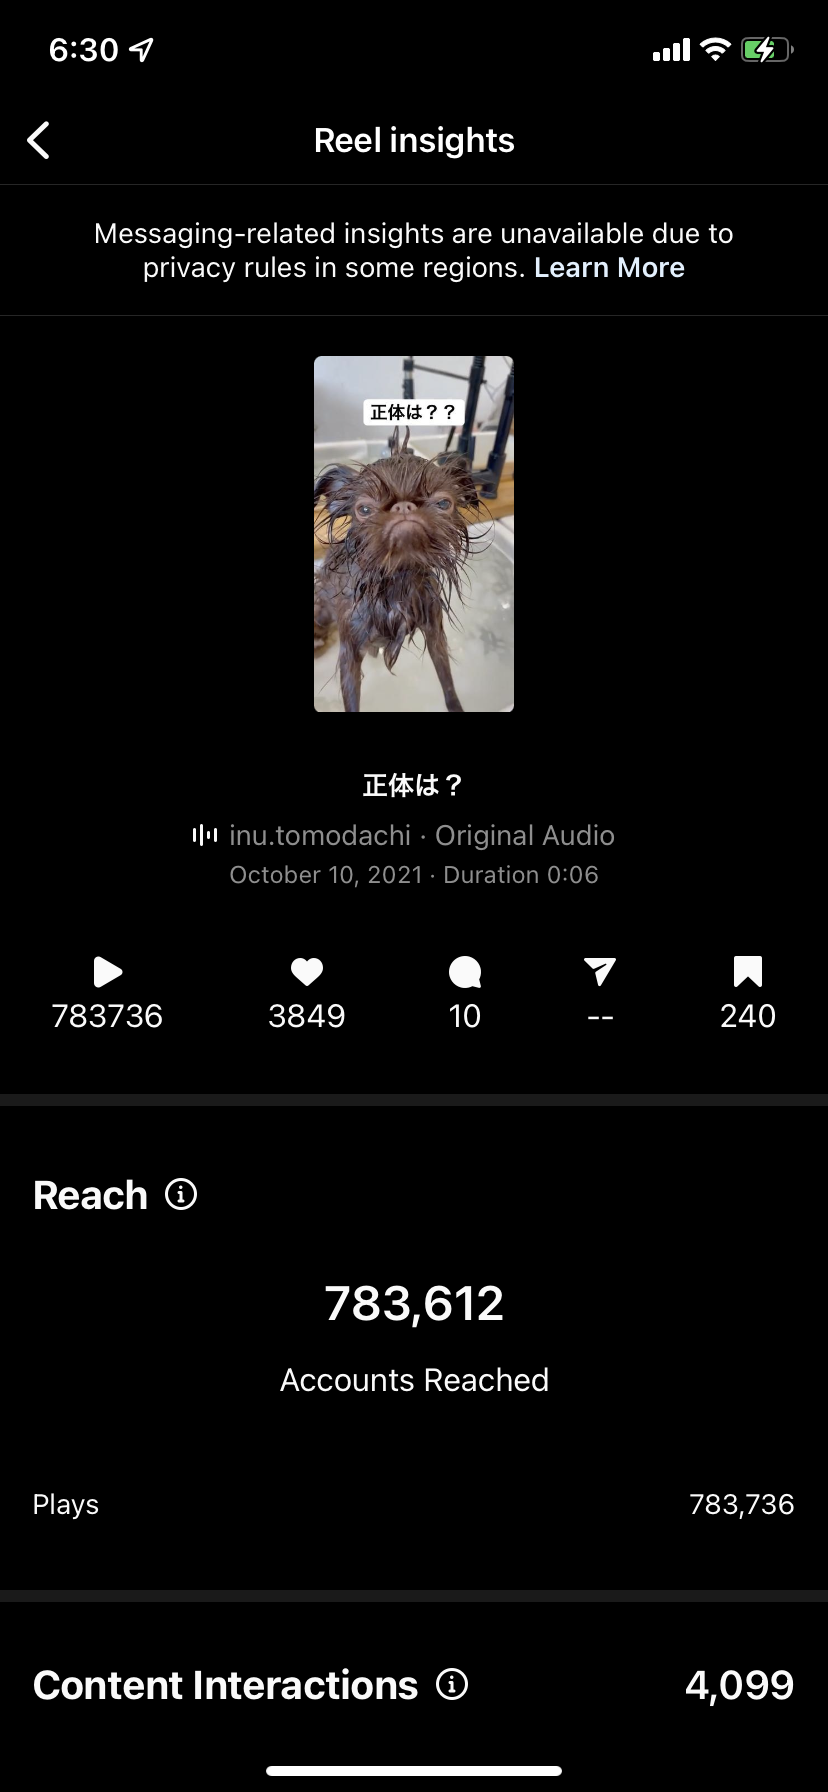 6:30
Reel insights
Messaging-related insights are unavailable due to
privacy rules in some regions. Learn More
正体は？？
正体は？
inu.tomodachi · Original Audio
October 10, 2021 · Duration 0:06
783736 3849 10 -- 240
Reach
783,612
Accounts Reached
Plays 783,736
Content Interactions 4,099